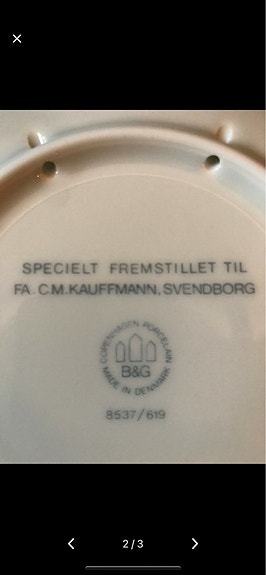 SPECIELT FREMSTILLET TIL
FA. C.M. KAUFFMANN, SVENDBORG
COPENHAGEN PORCELAIN
B&G
MADE IN DENMARK
8537/619
2/3